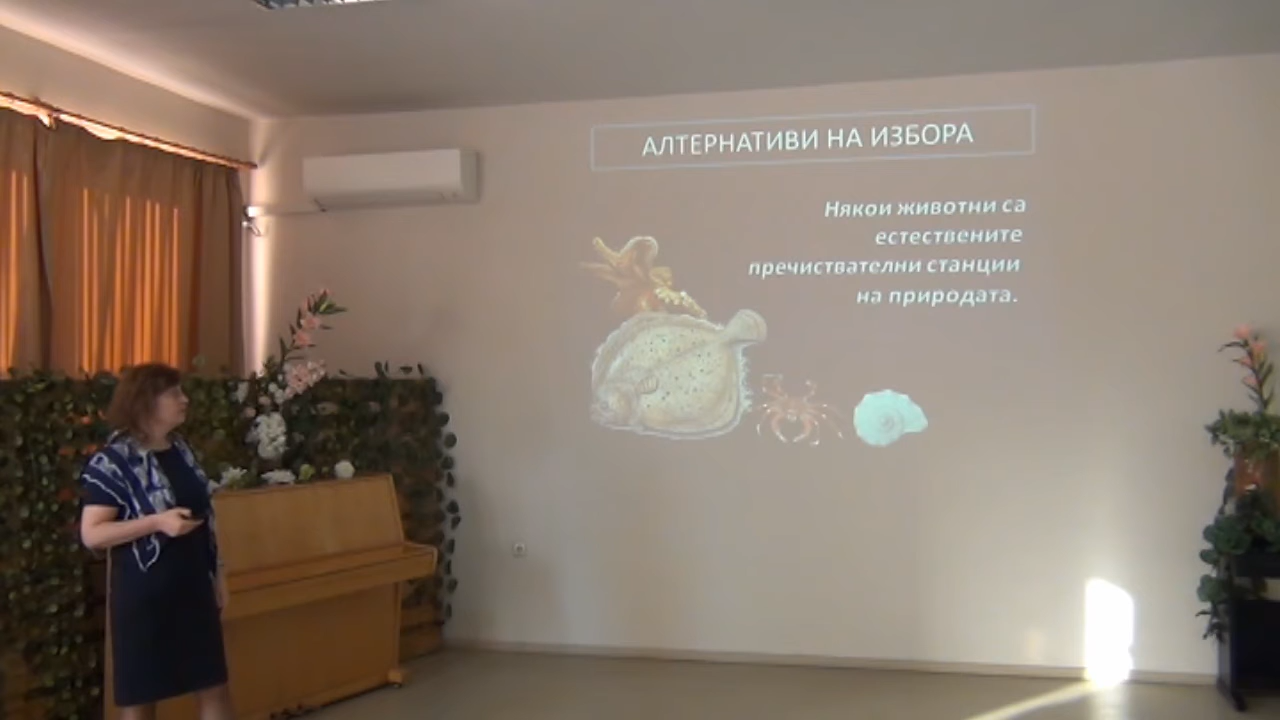 АЛТЕРНАТИВИ НА ИЗБОРА
Някои животни са
естествените
пречиствателни станции
на природата.